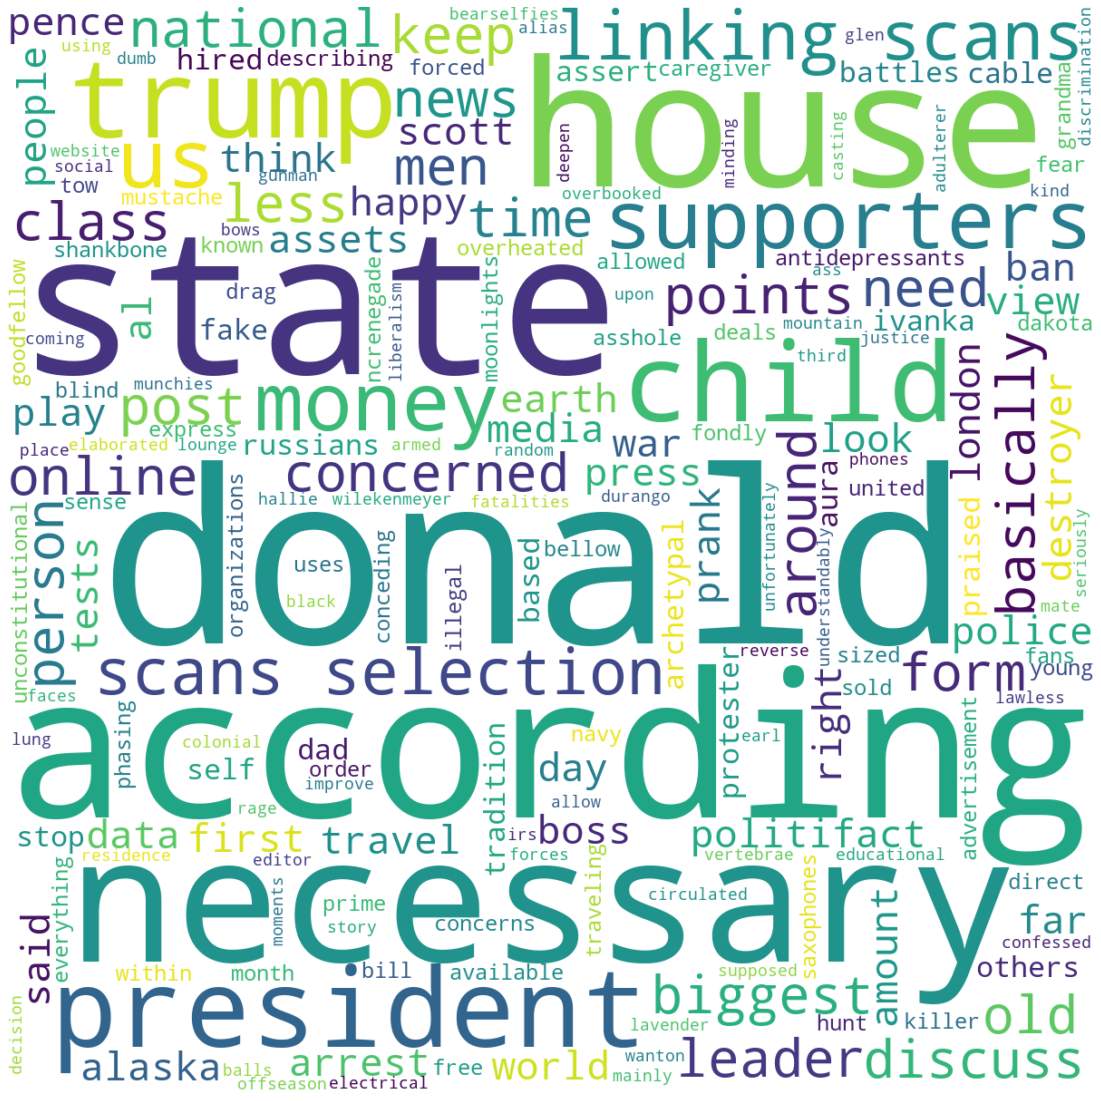 pence
national
keep
bearselfies
alias
linking
glen
scans
using
dumb
hired
describing
forced
assert
caregiver
battles
cable
grandma
discrimination
people
trump
news
house
website
social
tow
us
think
gunman
scott
men
deepen
overbooked
minding
casting
adulterer
fear
kind
mustache
less
happy
time
supporters
class
bows
shankbone
known
assets
overheated
allowed
antidepressants
ban
goodfellow
state
al
drag
fake
ncrenegade
liberalism
moonlights
upon
ass
points
need
view
coming
asshole
deals
mountain
ivanka
justice
dakota
blind
munchies
third
child
play
post
money
earth
basically
express
media
place
elaborated
lounge
russians
armed
random
war
fondly
around
look
london
destroyer
online
concerned
press
aura
phones
united
sense
hallie
wilekenmeyer
fatalities
durango
prank
praised
seriously
person
tests
donald
organizations
uses
conceding
based
bellow
unfortunately
understandably
unconstitutional
black
illegal
archetypal
mate
police
scans selection
reverse
sized
form
fans
young
faces
protester
right
sold
lawless
according
lung
phasing
colonial
self
dad
order
improve
navy
day
earl
rage
tradition
allow
advertisement
stop
data
first
travel
irs
boss
politifact
residence
editor
forces
vertebrae
educational
everything
necessary
moments
prime
story
concerns
traveling
circulated
saxophones
amount
direct
far
said
within
month
bill
available
supposed
confessed
others
decision
president
biggest
lavender
hunt
killer
old
alaska
balls
arrest
free
world
wanton
leader
discuss
offseason
electrical
mainly